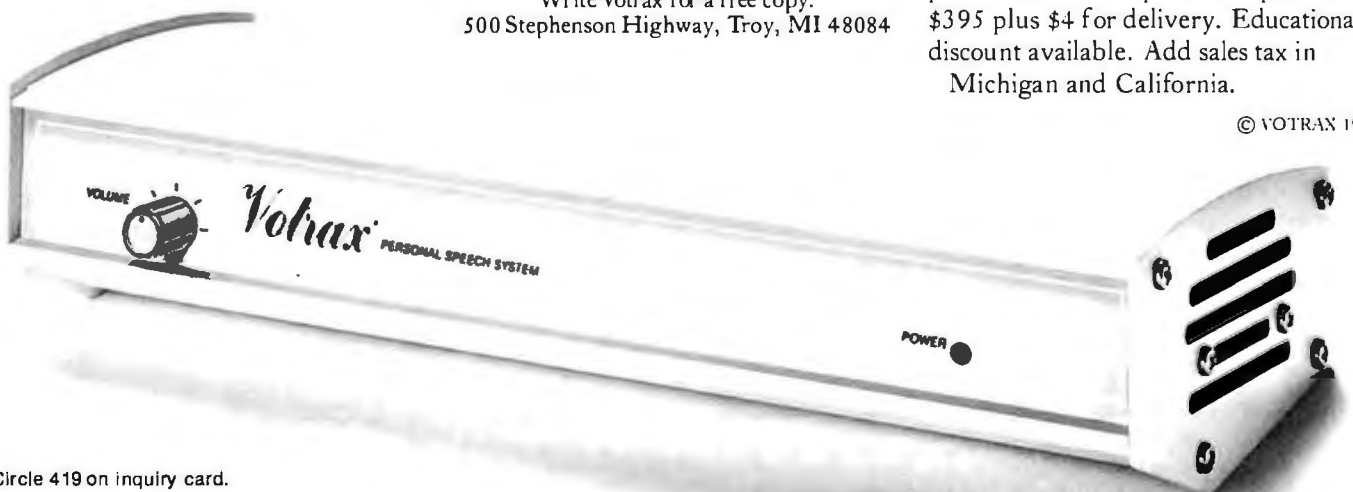 500 Stephenson Highway, Troy, MI 48084
$395 plus $4 for delivery. Educationa
discount available. Add sales tax in
Michigan and California.
© VOTRAX 19
VOLUME
Votrax PERSONAL SPEECH SYSTEM
POWER
Circle 419 on inquiry card.